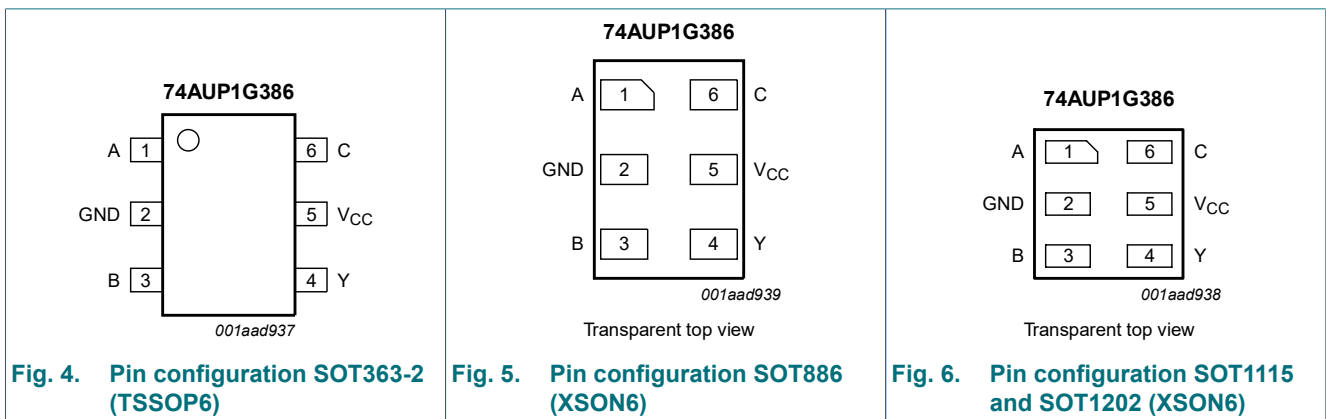 74AUP1G386
A 1 6 C
GND 2 5 VCC
B 3 4 Y
001aad937
Fig. 4. Pin configuration SOT363-2
(TSSOP6)
74AUP1G386
A 1 6 C
GND 2 5 VCC
B 3 4 Y
001aad939
Transparent top view
Fig. 5. Pin configuration SOT886
(XSON6)
74AUP1G386
A 1 6 C
GND 2 5 VCC
B 3 4 Y
001aad938
Transparent top view
Fig. 6. Pin configuration SOT1115
and SOT1202 (XSON6)